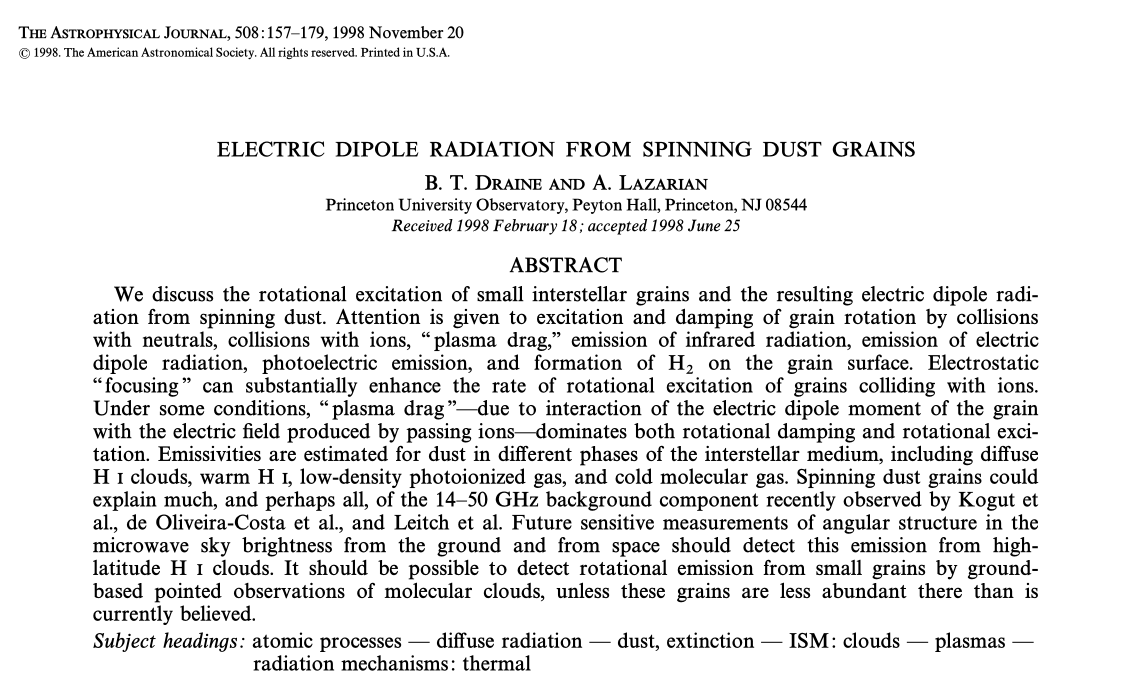 THE ASTROPHYSICAL JOURNAL, 508:157–179, 1998 November 20
© 1998. The American Astronomical Society. All rights reserved. Printed in U.S.A.
ELECTRIC DIPOLE RADIATION FROM SPINNING DUST GRAINS
B. T. DRAINE AND A. LAZARIAN
Princeton University Observatory, Peyton Hall, Princeton, NJ 08544
Received 1998 February 18; accepted 1998 June 25
ABSTRACT
We discuss the rotational excitation of small interstellar grains and the resulting electric dipole radi-
ation from spinning dust. Attention is given to excitation and damping of grain rotation by collisions
with neutrals, collisions with ions, “plasma drag,” emission of infrared radiation, emission of electric
dipole radiation, photoelectric emission, and formation of H₂ on the grain surface. Electrostatic
“focusing” can substantially enhance the rate of rotational excitation of grains colliding with ions.
Under some conditions, “plasma drag”—due to interaction of the electric dipole moment of the grain
with the electric field produced by passing ions—dominates both rotational damping and rotational exci-
tation. Emissivities are estimated for dust in different phases of the interstellar medium, including diffuse
H I clouds, warm H I, low-density photoionized gas, and cold molecular gas. Spinning dust grains could
explain much, and perhaps all, of the 14–50 GHz background component recently observed by Kogut et
al., de Oliveira-Costa et al., and Leitch et al. Future sensitive measurements of angular structure in the
microwave sky brightness from the ground and from space should detect this emission from high-
latitude H I clouds. It should be possible to detect rotational emission from small grains by ground-
based pointed observations of molecular clouds, unless these grains are less abundant there than is
currently believed.
Subject headings: atomic processes — diffuse radiation — dust, extinction — ISM: clouds — plasmas —
radiation mechanisms: thermal